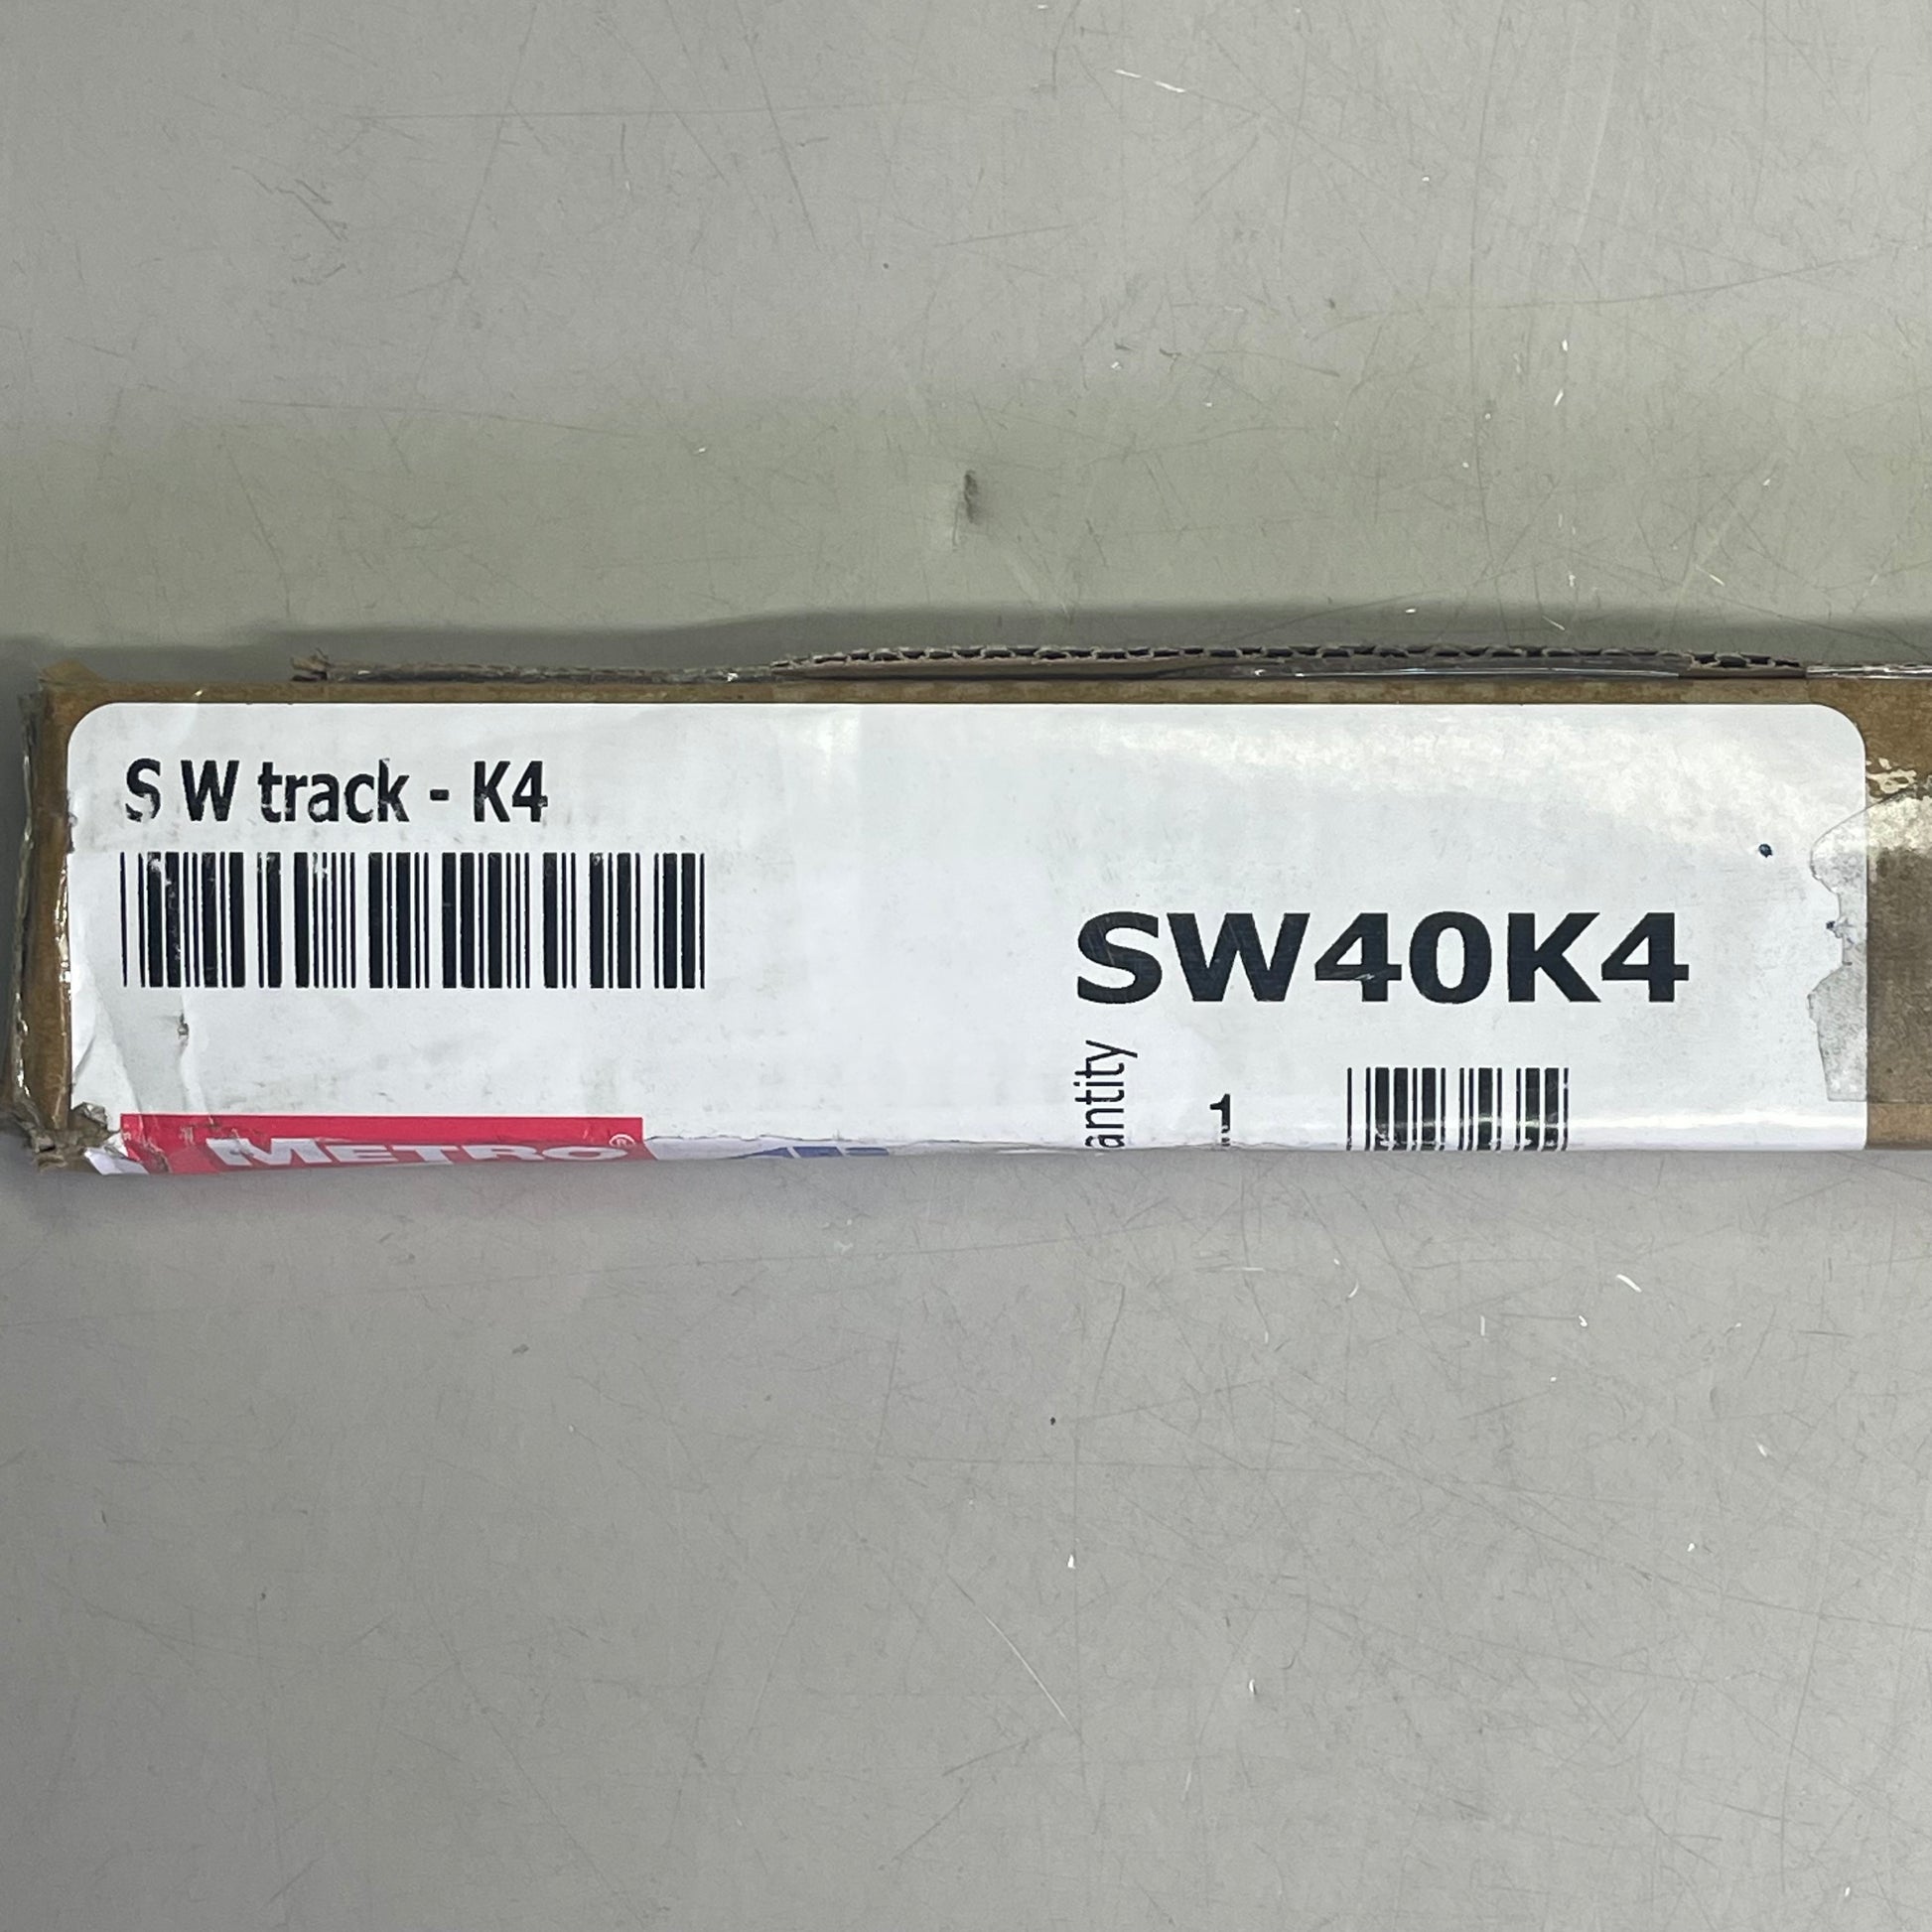 S W track - K4
SW40K4
antity
1
METRO®